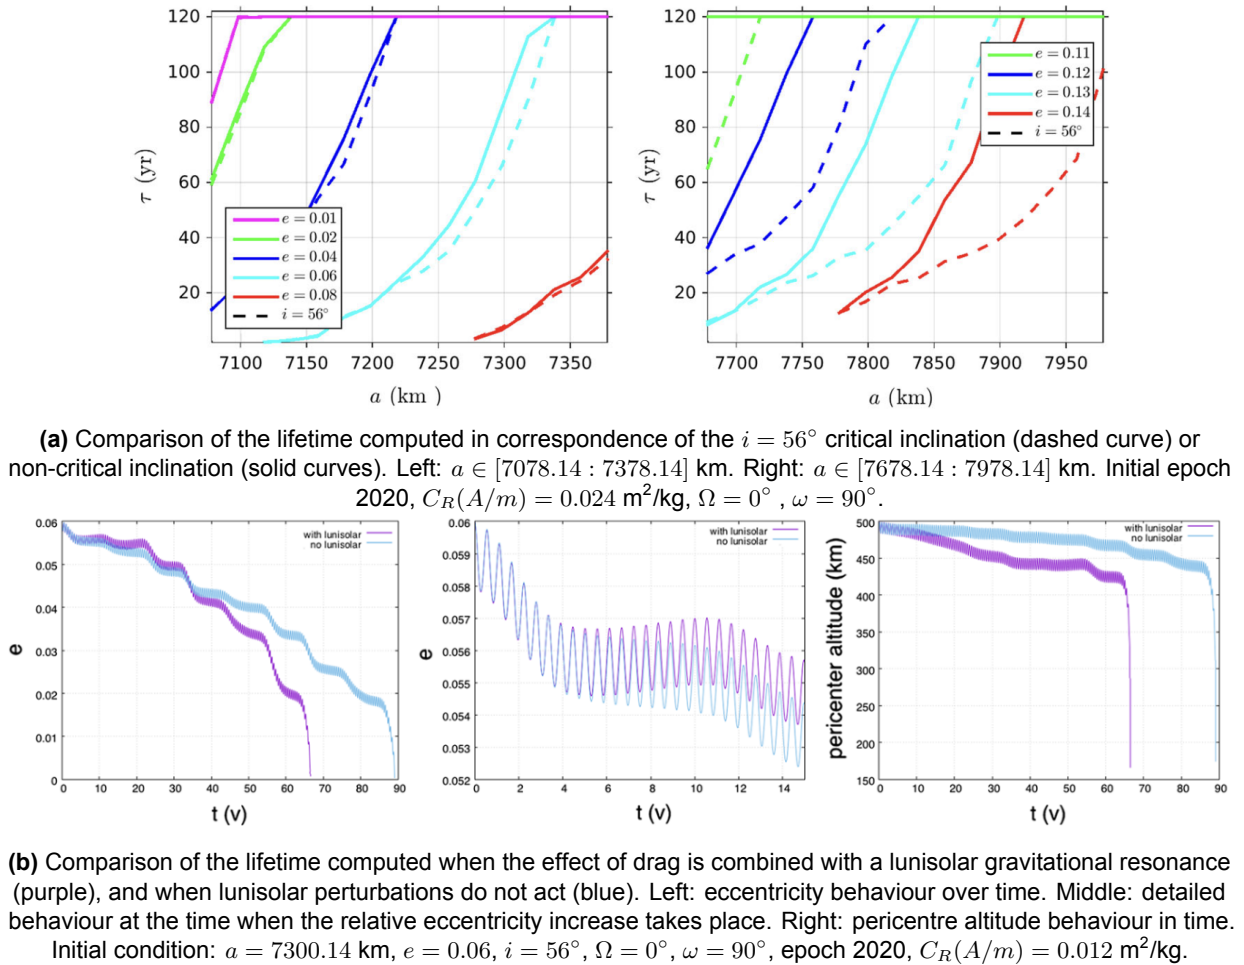 120
100
80
60
40
20
τ (yr)
e = 0.01
e = 0.02
e = 0.04
e = 0.06
e = 0.08
i = 56°
7100 7150 7200 7250 7300 7350
a (km )
120
100
80
60
40
20
τ (yr)
e = 0.11
e = 0.12
e = 0.13
e = 0.14
i = 56°
7700 7750 7800 7850 7900 7950
a (km)
(a) Comparison of the lifetime computed in correspondence of the i = 56° critical inclination (dashed curve) or
non-critical inclination (solid curves). Left: a ∈ [7078.14 : 7378.14] km. Right: a ∈ [7678.14 : 7978.14] km. Initial epoch
2020, C_R(A/m) = 0.024 m²/kg, Ω = 0° , ω = 90°.
0.06
0.05
0.04
0.03
0.02
0.01
0
e
with lunisolar
no lunisolar
0 10 20 30 40 50 60 70 80 90
t (v)
0.06
0.059
0.058
0.057
0.056
0.055
0.054
0.053
0.052
e
with lunisolar
no lunisolar
0 2 4 6 8 10 12 14
t (v)
500
450
400
350
300
250
200
150
pericenter altitude (km)
with lunisolar
no lunisolar
0 10 20 30 40 50 60 70 80 90
t (v)
(b) Comparison of the lifetime computed when the effect of drag is combined with a lunisolar gravitational resonance
(purple), and when lunisolar perturbations do not act (blue). Left: eccentricity behaviour over time. Middle: detailed
behaviour at the time when the relative eccentricity increase takes place. Right: pericentre altitude behaviour in time.
Initial condition: a = 7300.14 km, e = 0.06, i = 56°, Ω = 0°, ω = 90°, epoch 2020, C_R(A/m) = 0.012 m²/kg.